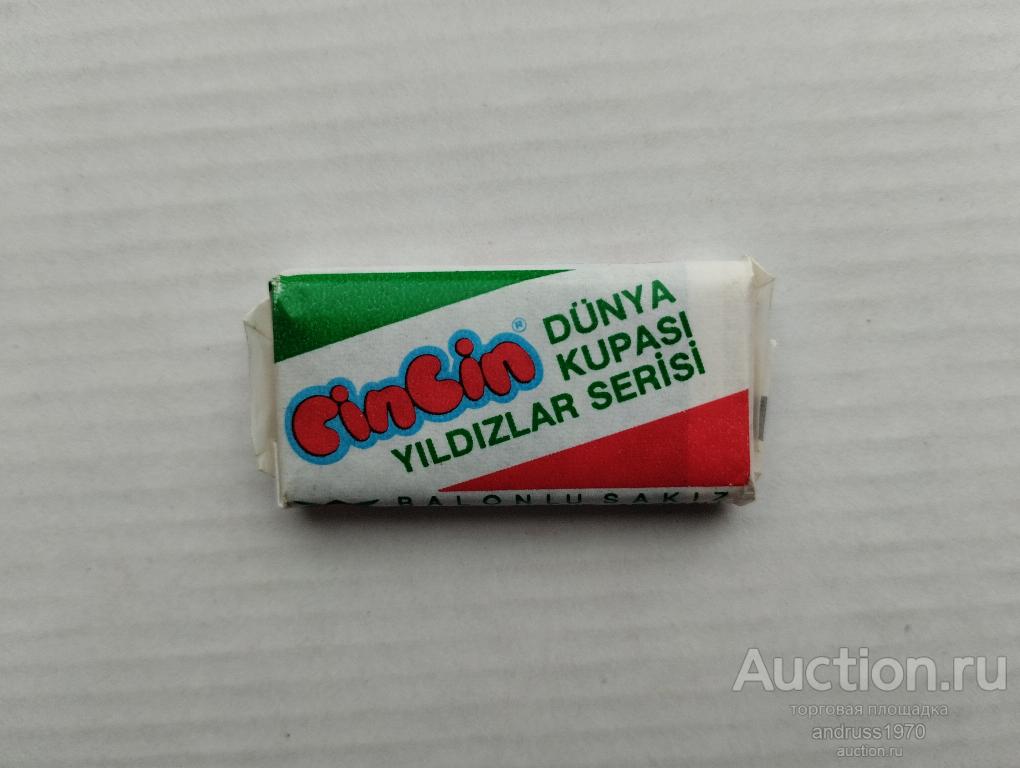 CinCin®
DÜNYA
KUPASI
YILDIZLAR SERİSİ
BALONLU SAKIZ
Auction.ru
торговая площадка
andruss1970
auction.ru